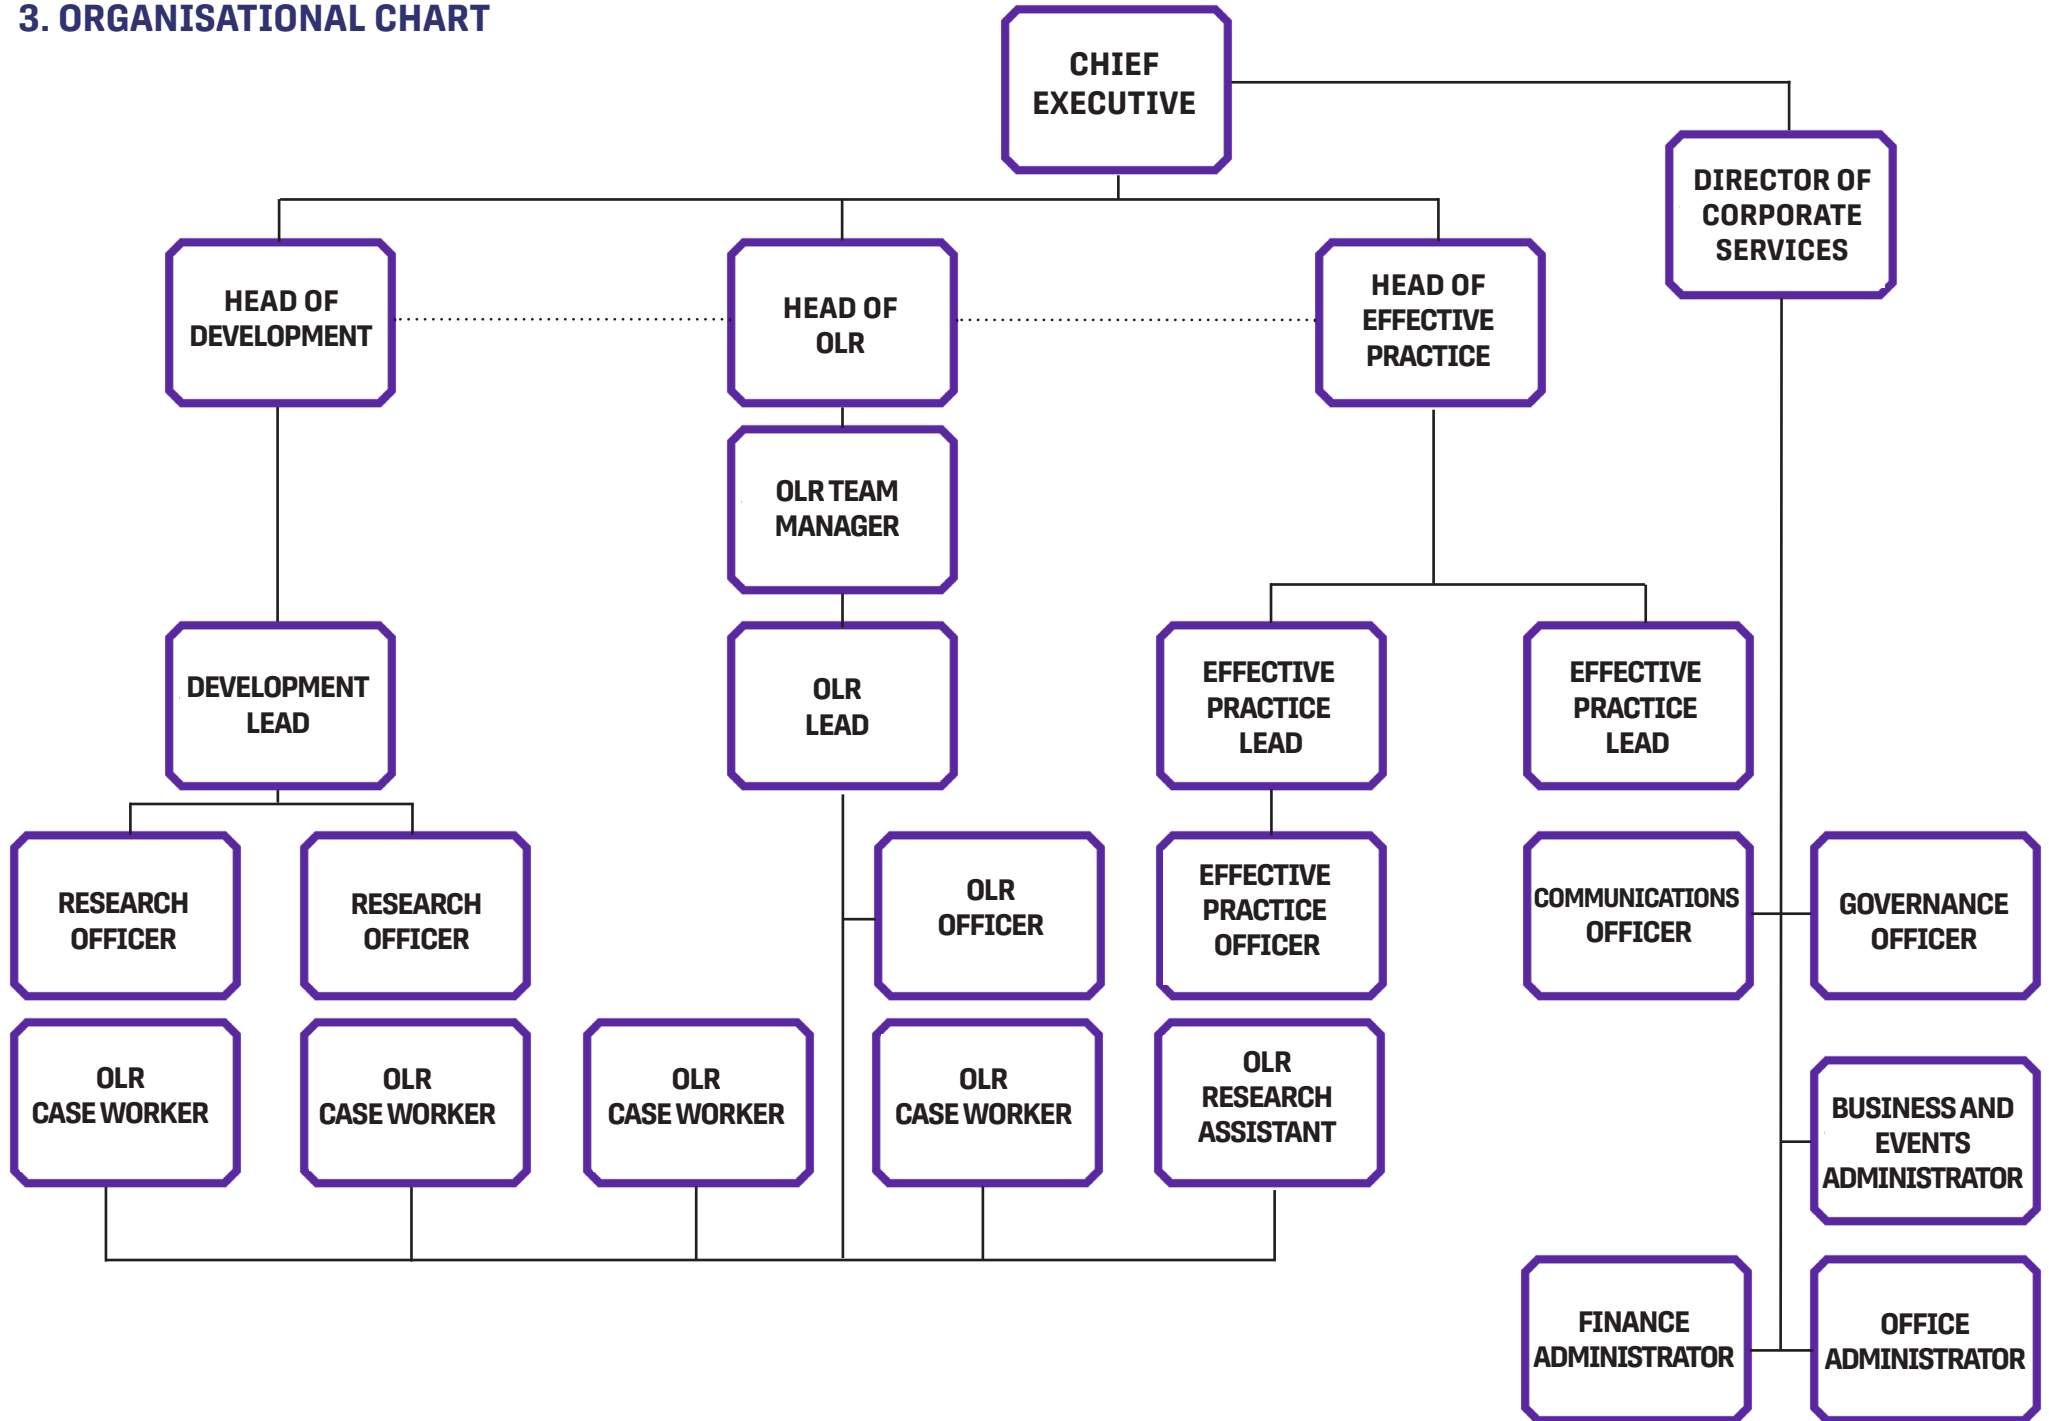 3. ORGANISATIONAL CHART
CHIEF
EXECUTIVE
DIRECTOR OF
CORPORATE
SERVICES
HEAD OF
DEVELOPMENT
HEAD OF
OLR
HEAD OF
EFFECTIVE
PRACTICE
OLR TEAM
MANAGER
DEVELOPMENT
LEAD
OLR
LEAD
EFFECTIVE
PRACTICE
LEAD
EFFECTIVE
PRACTICE
LEAD
RESEARCH
OFFICER
RESEARCH
OFFICER
OLR
OFFICER
EFFECTIVE
PRACTICE
OFFICER
COMMUNICATIONS
OFFICER
GOVERNANCE
OFFICER
OLR
CASE WORKER
OLR
CASE WORKER
OLR
CASE WORKER
OLR
CASE WORKER
OLR
RESEARCH
ASSISTANT
BUSINESS AND
EVENTS
ADMINISTRATOR
FINANCE
ADMINISTRATOR
OFFICE
ADMINISTRATOR